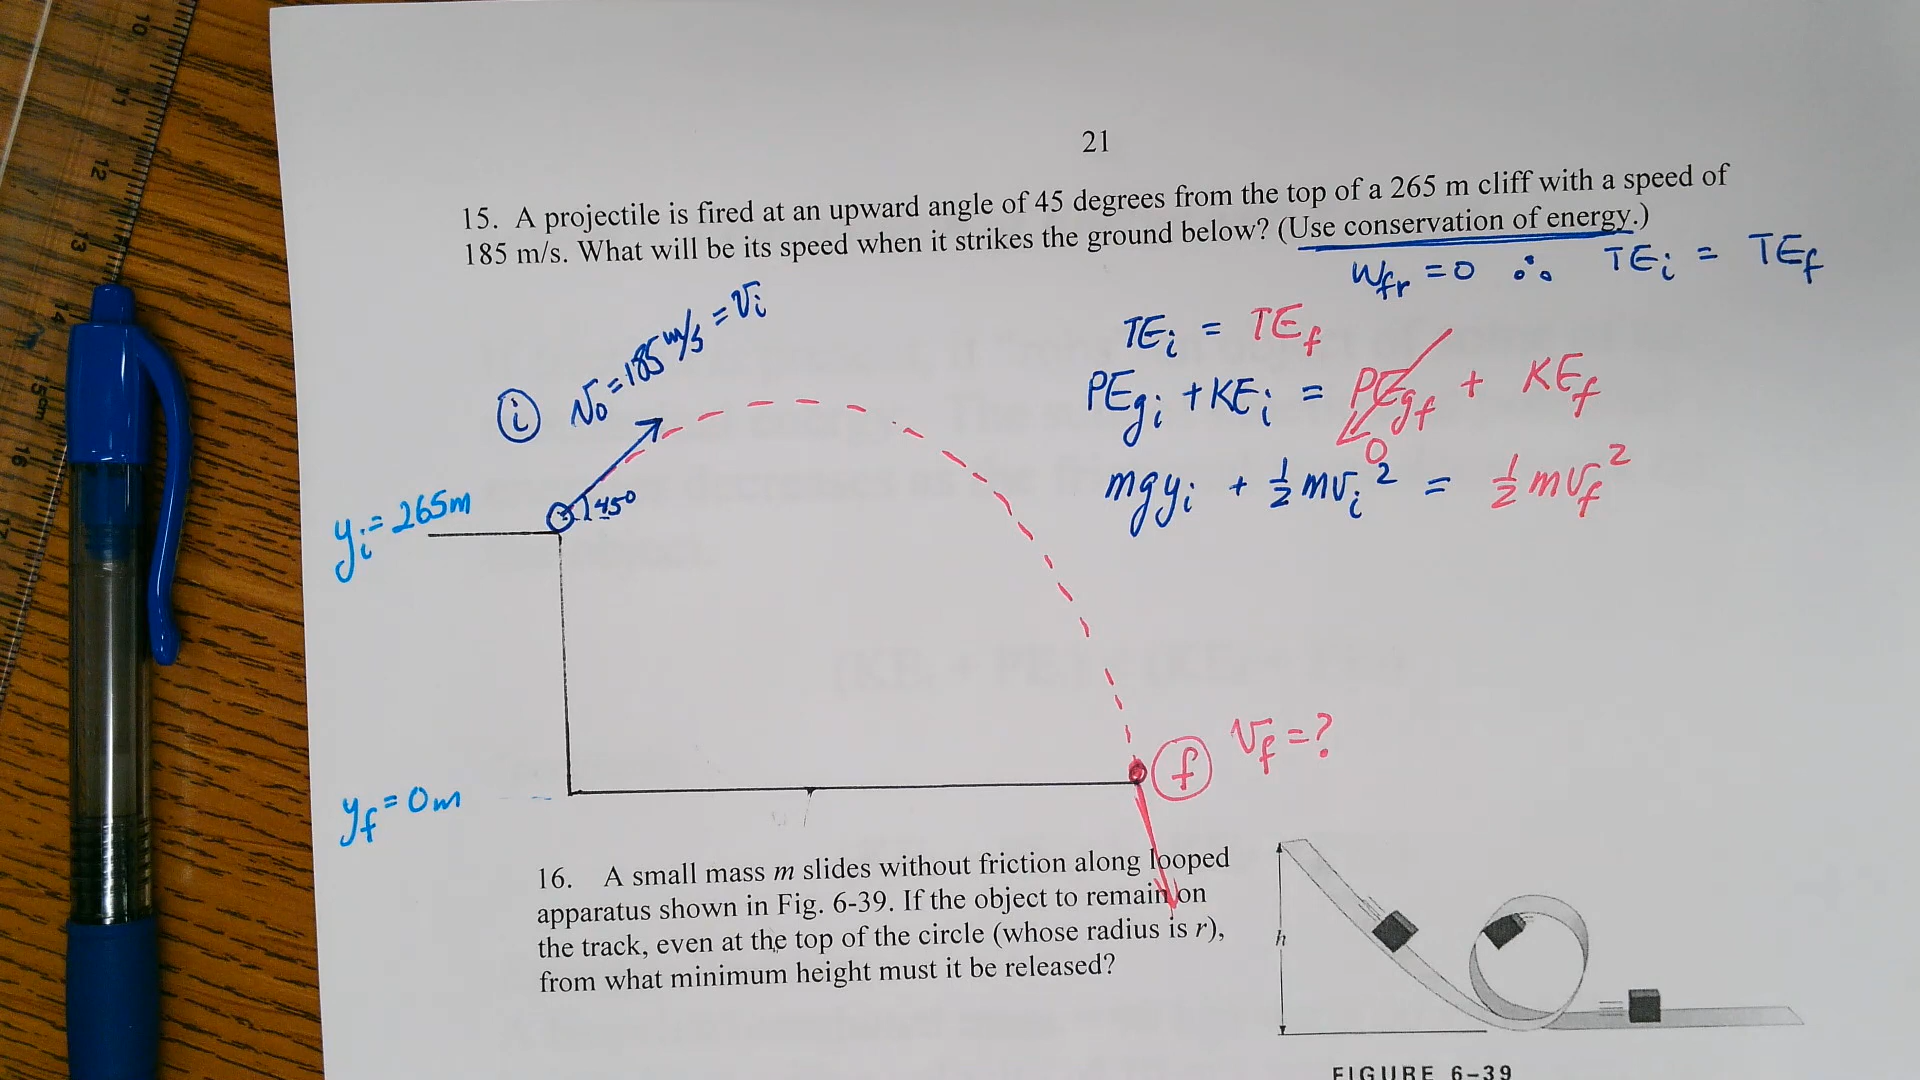 21
15. A projectile is fired at an upward angle of 45 degrees from the top of a 265 m cliff with a speed of
185 m/s. What will be its speed when it strikes the ground below? (Use conservation of energy.)
Wfr = 0 ∴ TEi = TEf
TEi = TEf
PEgi + KEi = PEgf + KEf
0
mgyi + ½mvi² = ½mvf²
i v0 = 185 m/s = vi
45°
yi = 265m
f vf = ?
yf = 0m
16. A small mass m slides without friction along looped
apparatus shown in Fig. 6-39. If the object to remain on
the track, even at the top of the circle (whose radius is r),
from what minimum height must it be released?
h
FIGURE 6-39
10
11
12
13
14
15cm
16
17